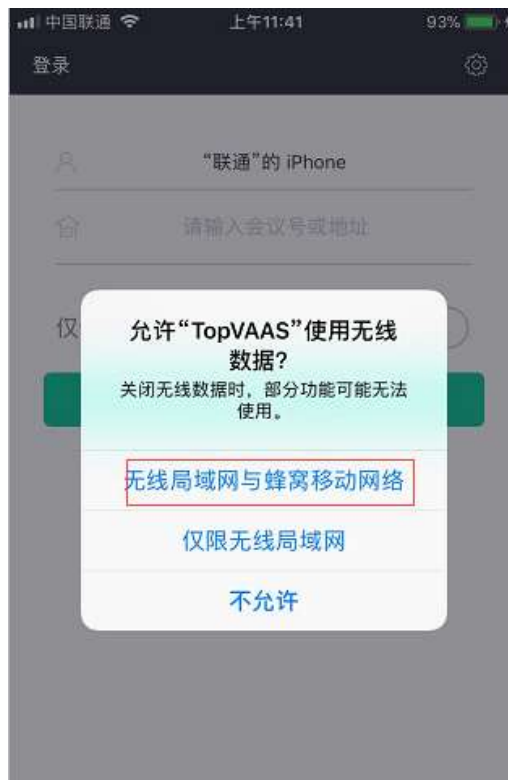 中国联通 上午11:41 93%
登录
“联通”的 iPhone
请输入会议号或地址
仅
允许“TopVAAS”使用无线
数据?
关闭无线数据时，部分功能可能无法
使用。
无线局域网与蜂窝移动网络
仅限无线局域网
不允许